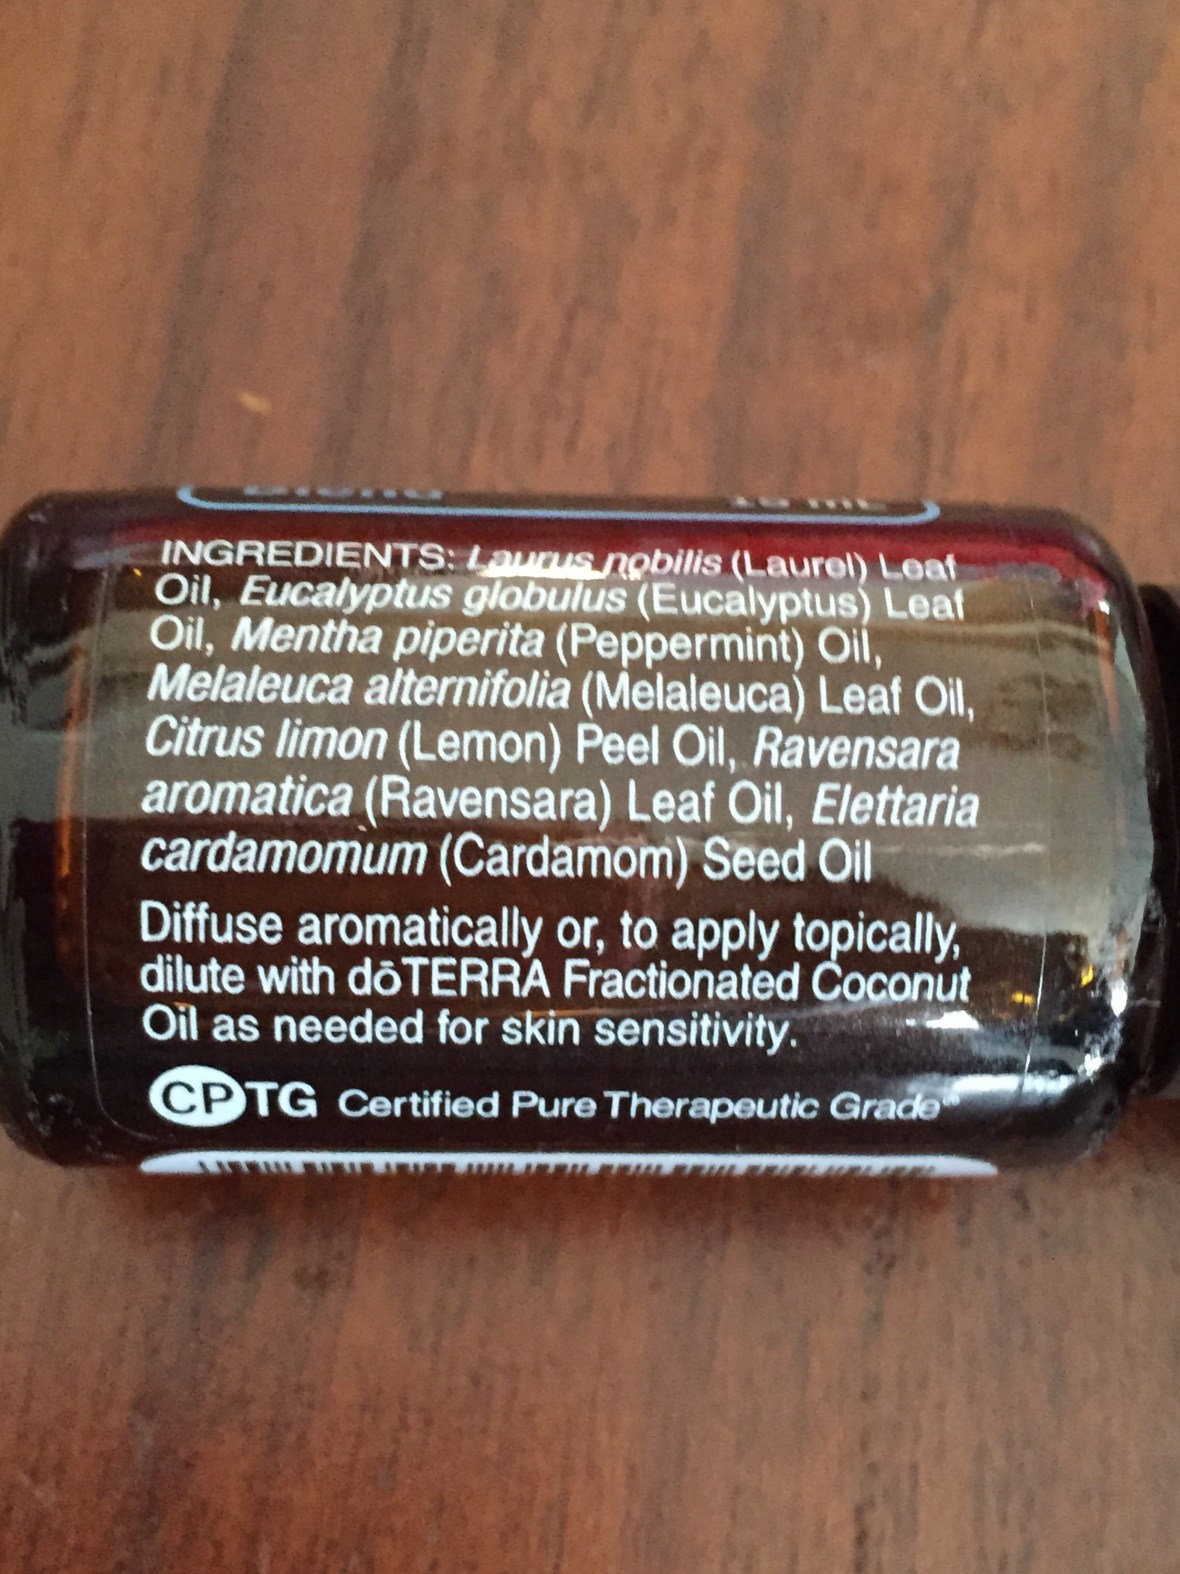 Blend 15 mL
INGREDIENTS: Laurus nobilis (Laurel) Leaf
Oil, Eucalyptus globulus (Eucalyptus) Leaf
Oil, Mentha piperita (Peppermint) Oil,
Melaleuca alternifolia (Melaleuca) Leaf Oil,
Citrus limon (Lemon) Peel Oil, Ravensara
aromatica (Ravensara) Leaf Oil, Elettaria
cardamomum (Cardamom) Seed Oil
Diffuse aromatically or, to apply topically,
dilute with dōTERRA Fractionated Coconut
Oil as needed for skin sensitivity.
CPTG Certified Pure Therapeutic Grade